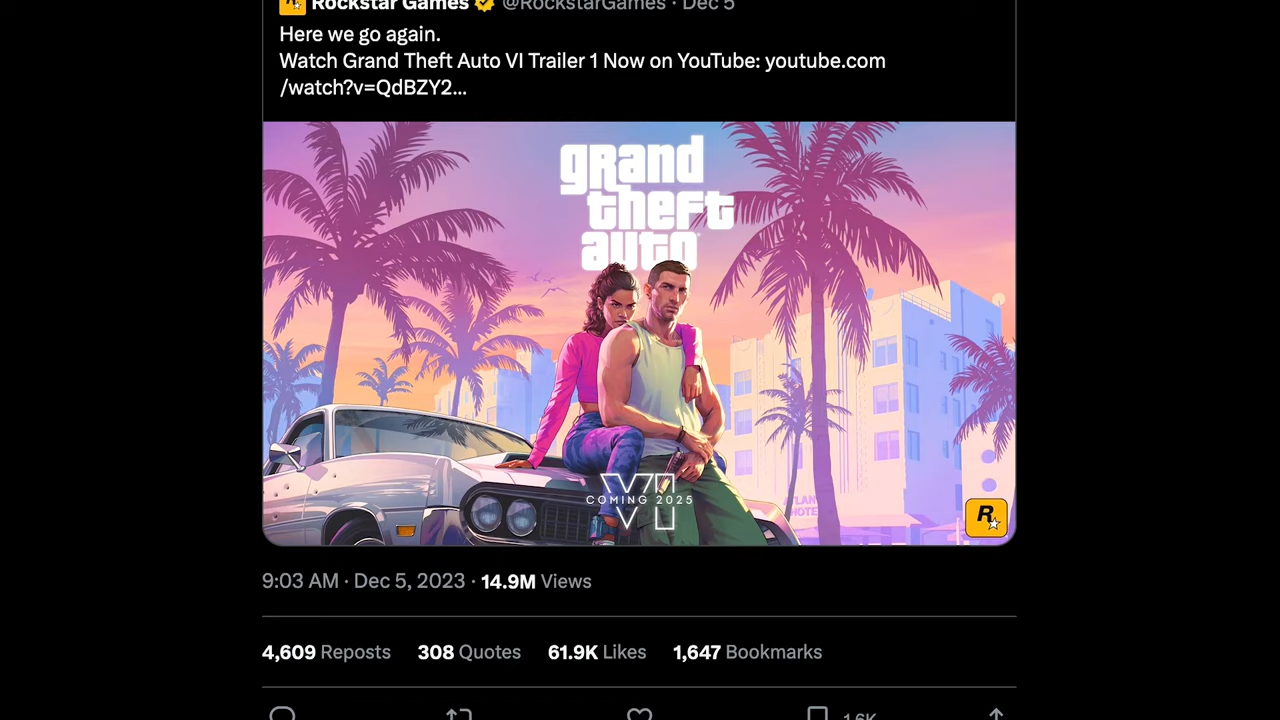 Rockstar Games @RockstarGames · Dec 5
Here we go again.
Watch Grand Theft Auto VI Trailer 1 Now on YouTube: youtube.com
/watch?v=QdBZY2...
grand
theft
auto
VI
COMING 2025
R
9:03 AM · Dec 5, 2023 · 14.9M Views
4,609 Reposts 308 Quotes 61.9K Likes 1,647 Bookmarks
1.6K